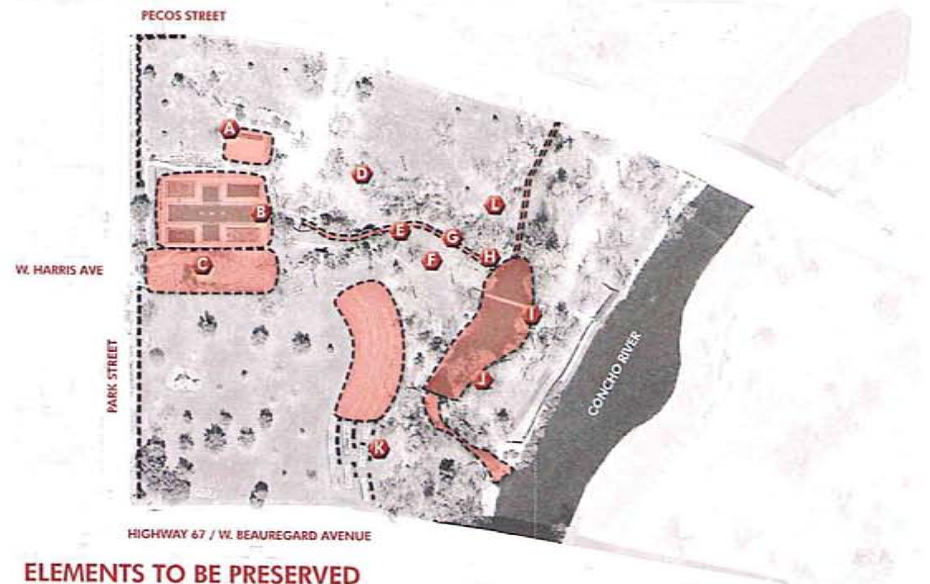 PECOS STREET
A
D
L
B
E
G
F
H
W. HARRIS AVE
C
I
PARK STREET
J
CONCHO RIVER
K
HIGHWAY 67 / W. BEAUREGARD AVENUE
ELEMENTS TO BE PRESERVED